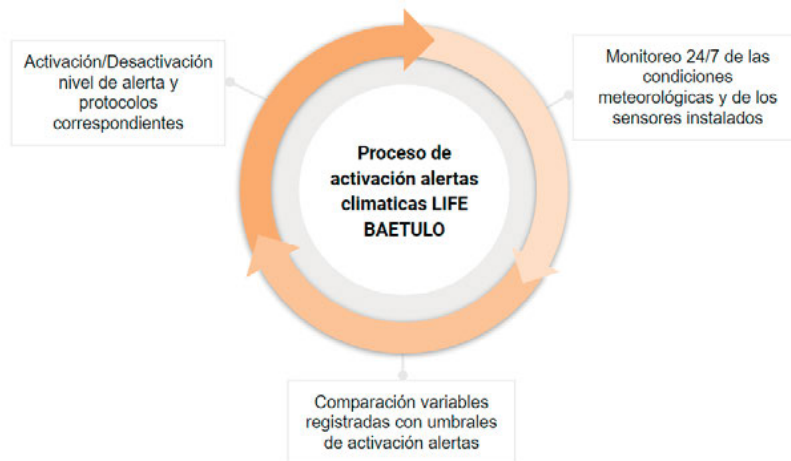 Activación/Desactivación
nivel de alerta y
protocolos
correspondientes
Monitoreo 24/7 de las
condiciones
meteorológicas y de los
sensores instalados
Proceso de
activación alertas
climaticas LIFE
BAETULO
Comparación variables
registradas con umbrales
de activación alertas